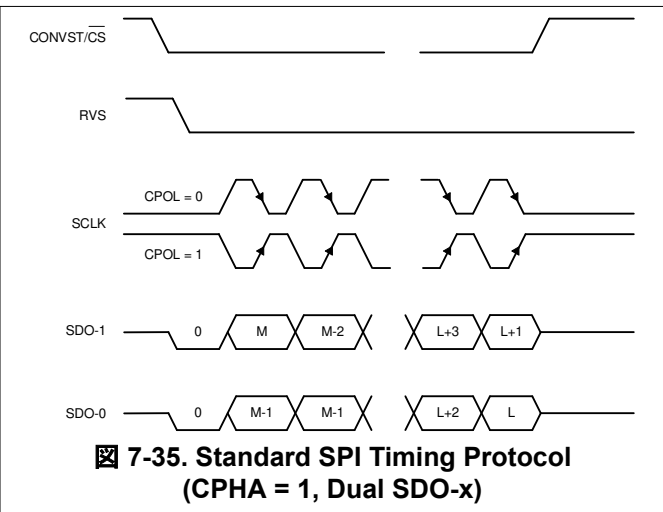 CONVST/CS
RVS
CPOL = 0
SCLK
CPOL = 1
SDO-1 0 M M-2 L+3 L+1
SDO-0 0 M-1 M-1 L+2 L
図 7-35. Standard SPI Timing Protocol
(CPHA = 1, Dual SDO-x)